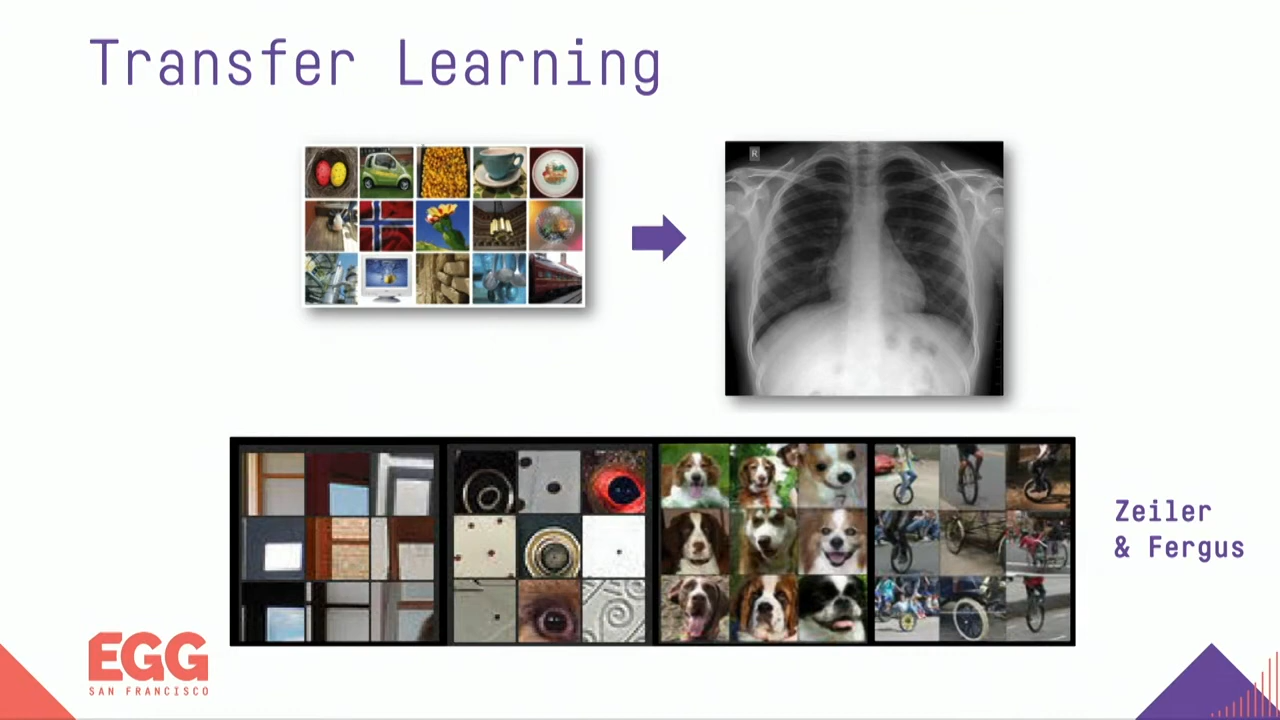 Transfer Learning
R
Zeiler
& Fergus
EGG
SAN FRANCISCO